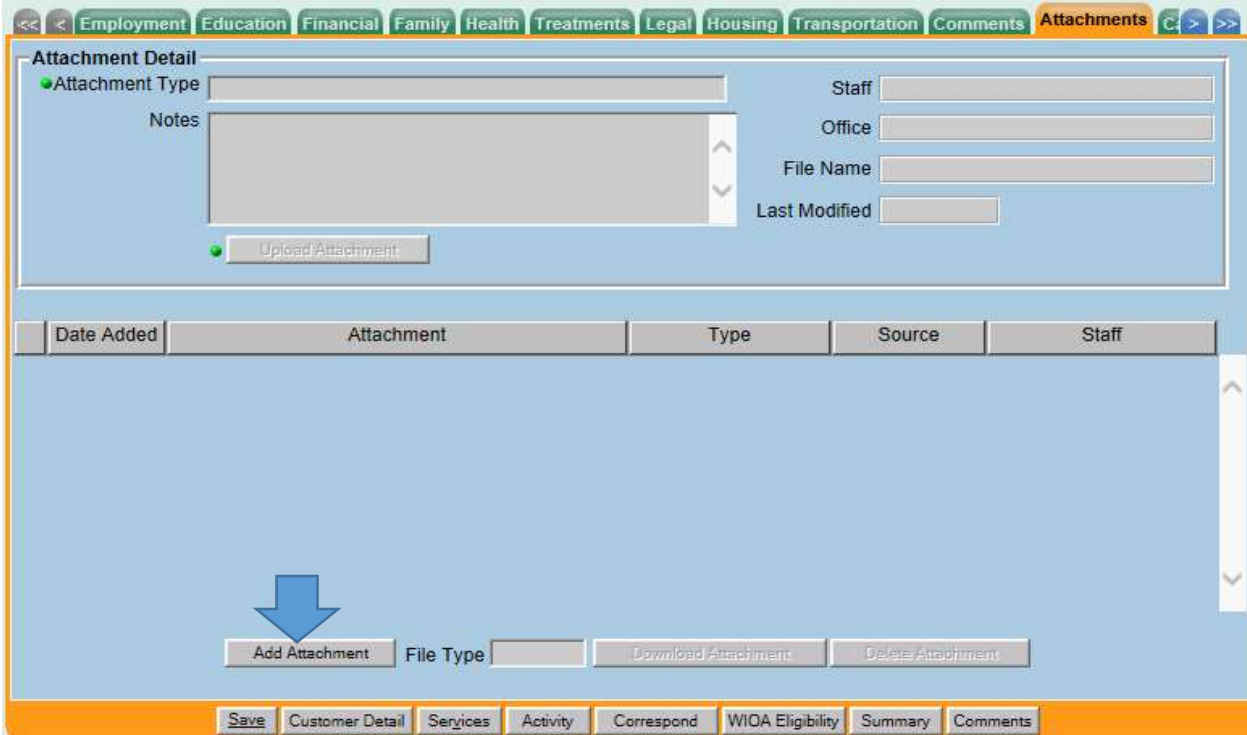 << < Employment Education Financial Family Health Treatments Legal Housing Transportation Comments Attachments C > >>
Attachment Detail
Attachment Type
Staff
Notes
Office
File Name
Last Modified
Upload Attachment
Date Added Attachment Type Source Staff
Add Attachment File Type Download Attachment Delete Attachment
Save Customer Detail Services Activity Correspond WIOA Eligibility Summary Comments